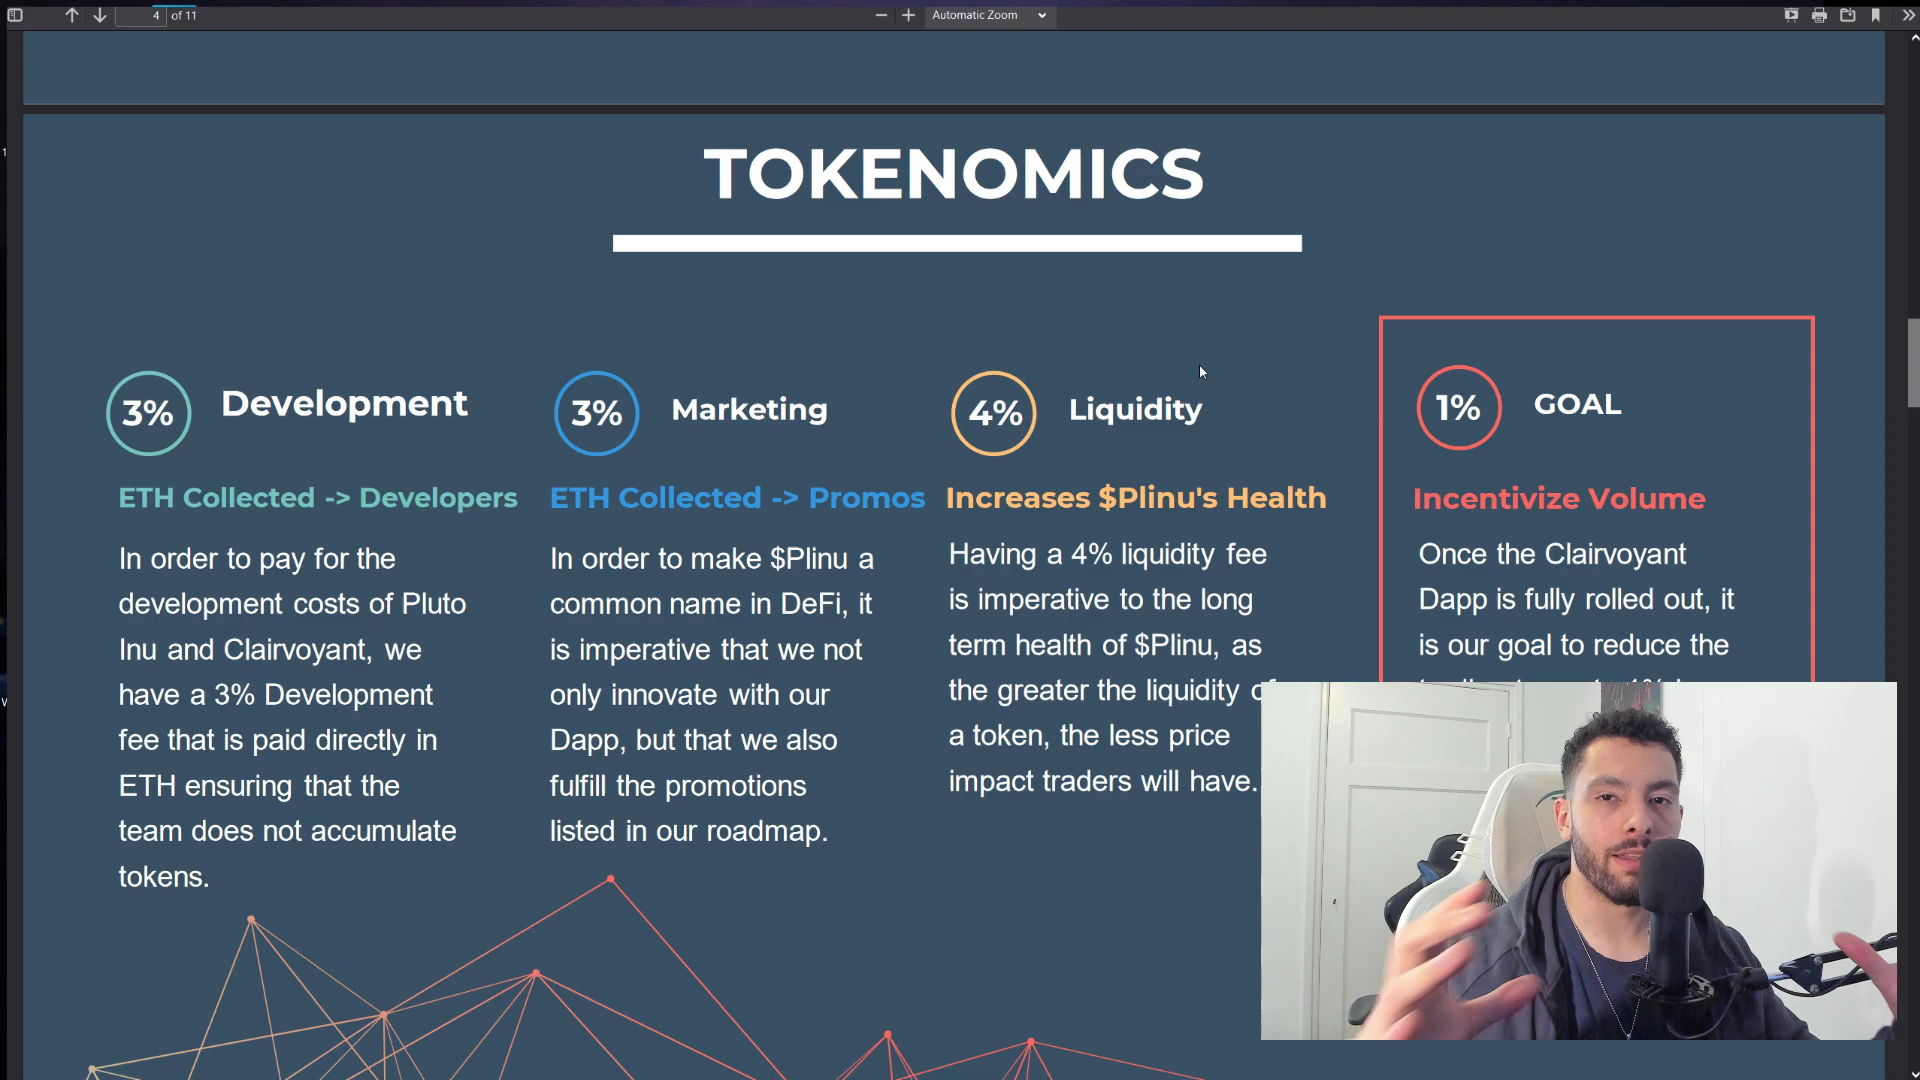 4 of 11
Automatic Zoom
TOKENOMICS
3% Development
ETH Collected -> Developers
In order to pay for the
development costs of Pluto
Inu and Clairvoyant, we
have a 3% Development
fee that is paid directly in
ETH ensuring that the
team does not accumulate
tokens.
3% Marketing
ETH Collected -> Promos
In order to make $Plinu a
common name in DeFi, it
is imperative that we not
only innovate with our
Dapp, but that we also
fulfill the promotions
listed in our roadmap.
4% Liquidity
Increases $Plinu's Health
Having a 4% liquidity fee
is imperative to the long
term health of $Plinu, as
the greater the liquidity
a token, the less price
impact traders will have.
1% GOAL
Incentivize Volume
Once the Clairvoyant
Dapp is fully rolled out, it
is our goal to reduce the